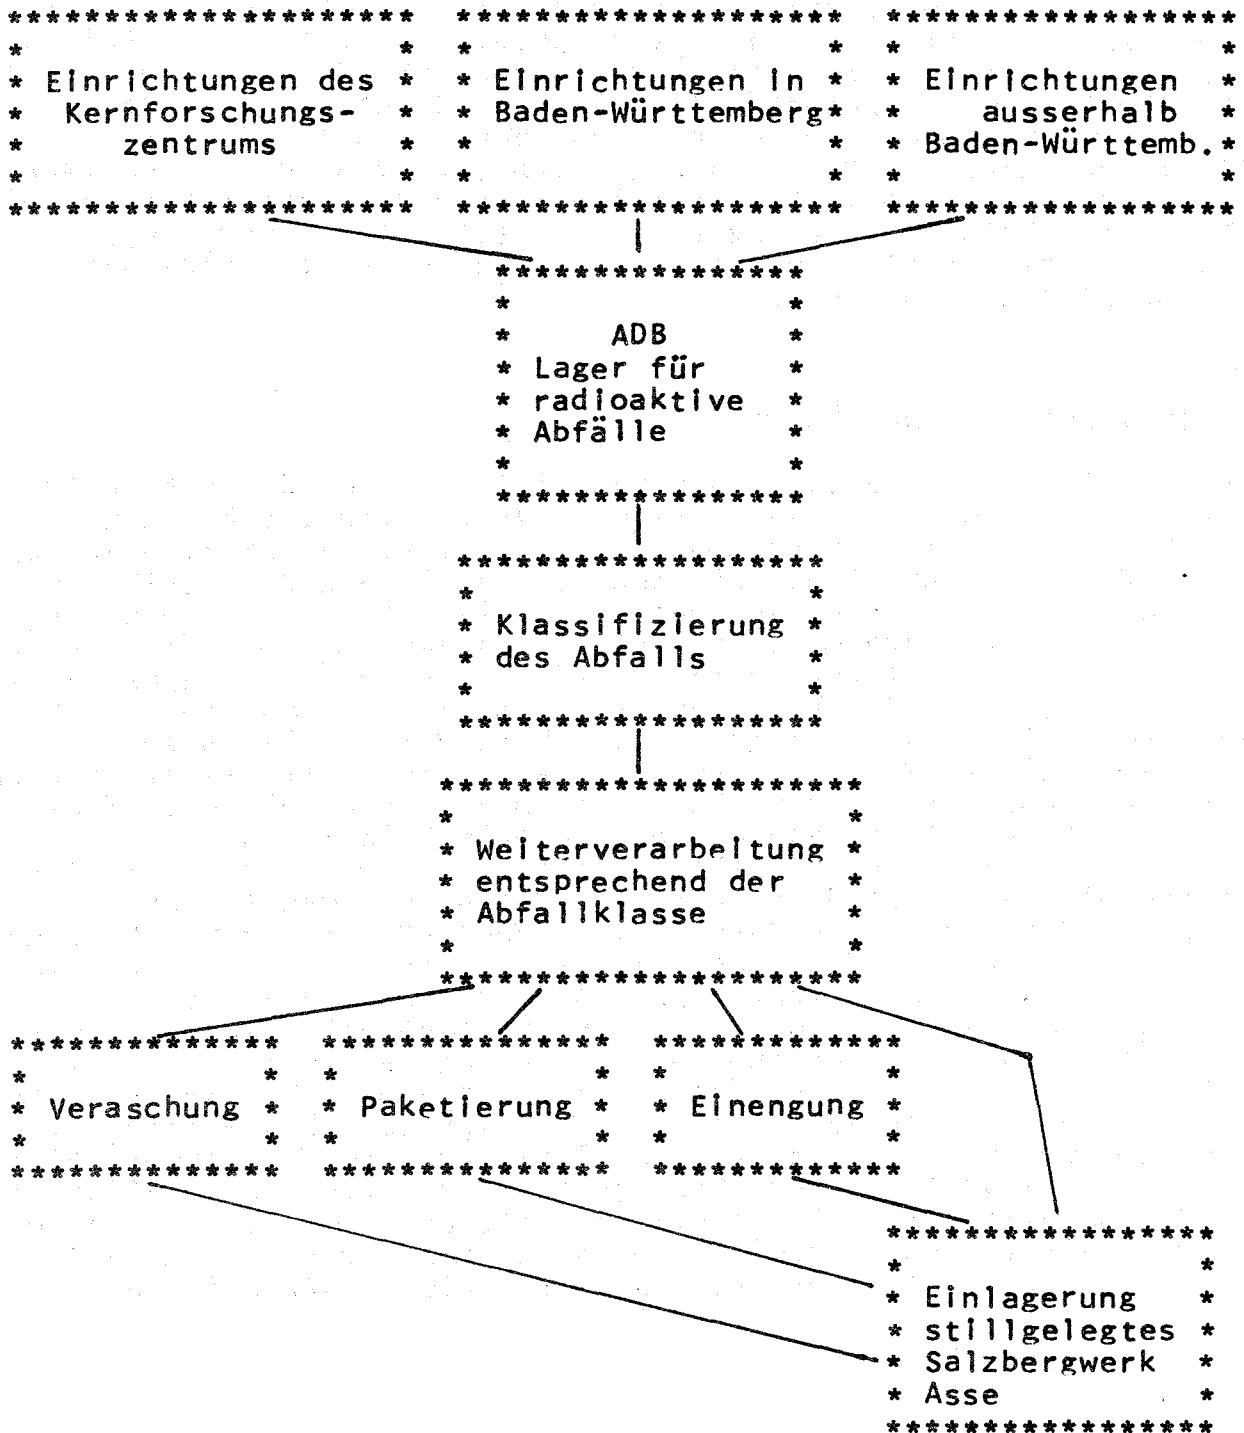 Einrichtungen des
Kernforschungs-
zentrums
Einrichtungen in
Baden-Württemberg
Einrichtungen
ausserhalb
Baden-Württemb.
ADB
Lager für
radioaktive
Abfälle
Klassifizierung
des Abfalls
Weiterverarbeitung
entsprechend der
Abfallklasse
Veraschung
Paketierung
Einengung
Einlagerung
stillgelegtes
Salzbergwerk
Asse